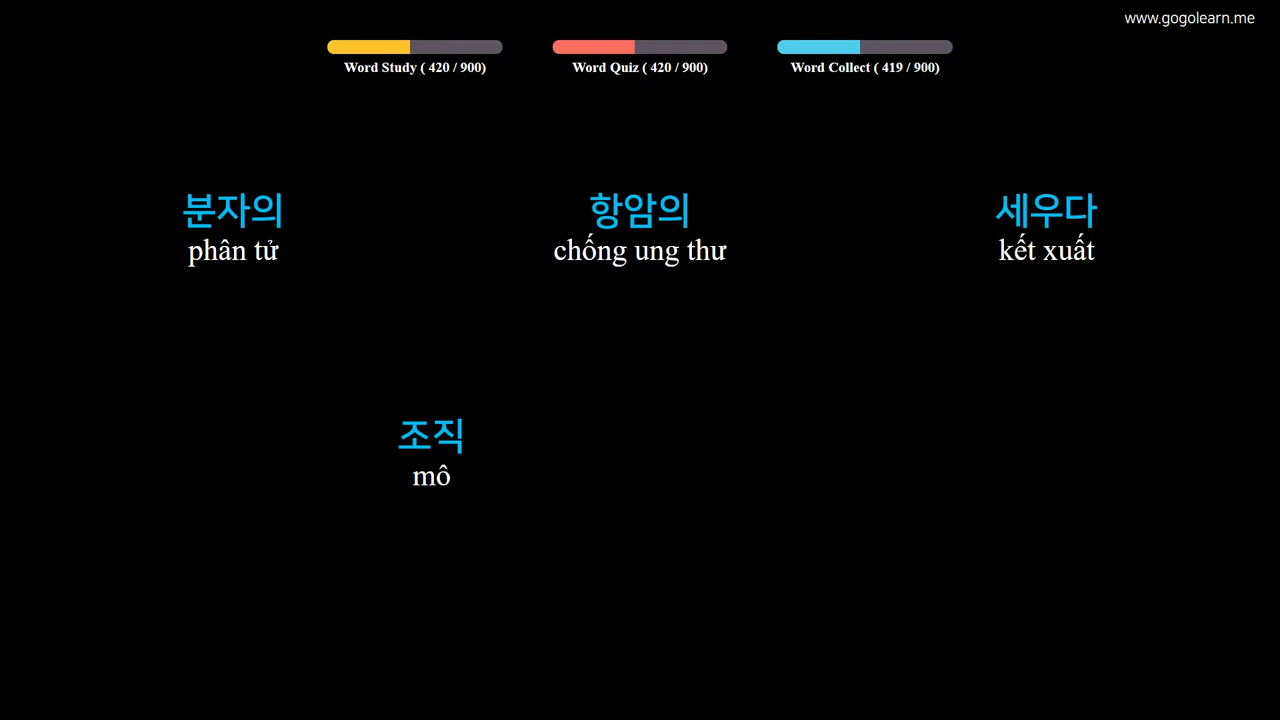 www.gogolearn.me
Word Study ( 420 / 900)
Word Quiz ( 420 / 900)
Word Collect ( 419 / 900)
분자의
phân tử
항암의
chống ung thư
세우다
kết xuất
조직
mô